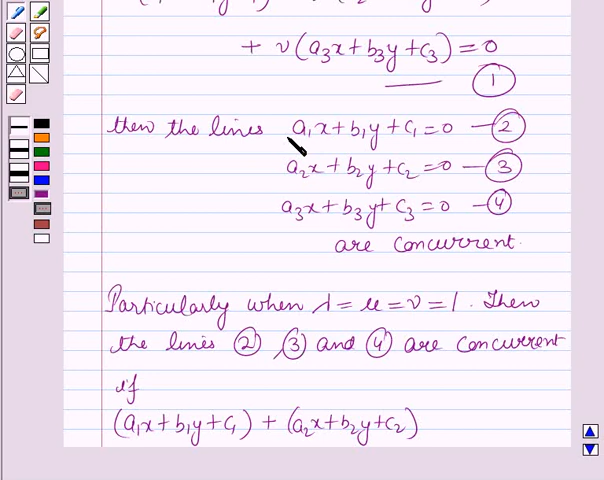 + ν(a₃x+b₃y+c₃)=0
—— ①
then the lines a₁x+b₁y+c₁=0 —②
a₂x+b₂y+c₂=0 —③
a₃x+b₃y+c₃=0 —④
are concurrent.
Particularly when λ=μ=ν=1. Then
the lines ②, ③ and ④ are concurrent
if
(a₁x+b₁y+c₁) + (a₂x+b₂y+c₂)